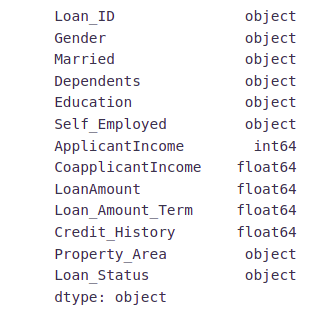 Loan_ID object
Gender object
Married object
Dependents object
Education object
Self_Employed object
ApplicantIncome int64
CoapplicantIncome float64
LoanAmount float64
Loan_Amount_Term float64
Credit_History float64
Property_Area object
Loan_Status object
dtype: object